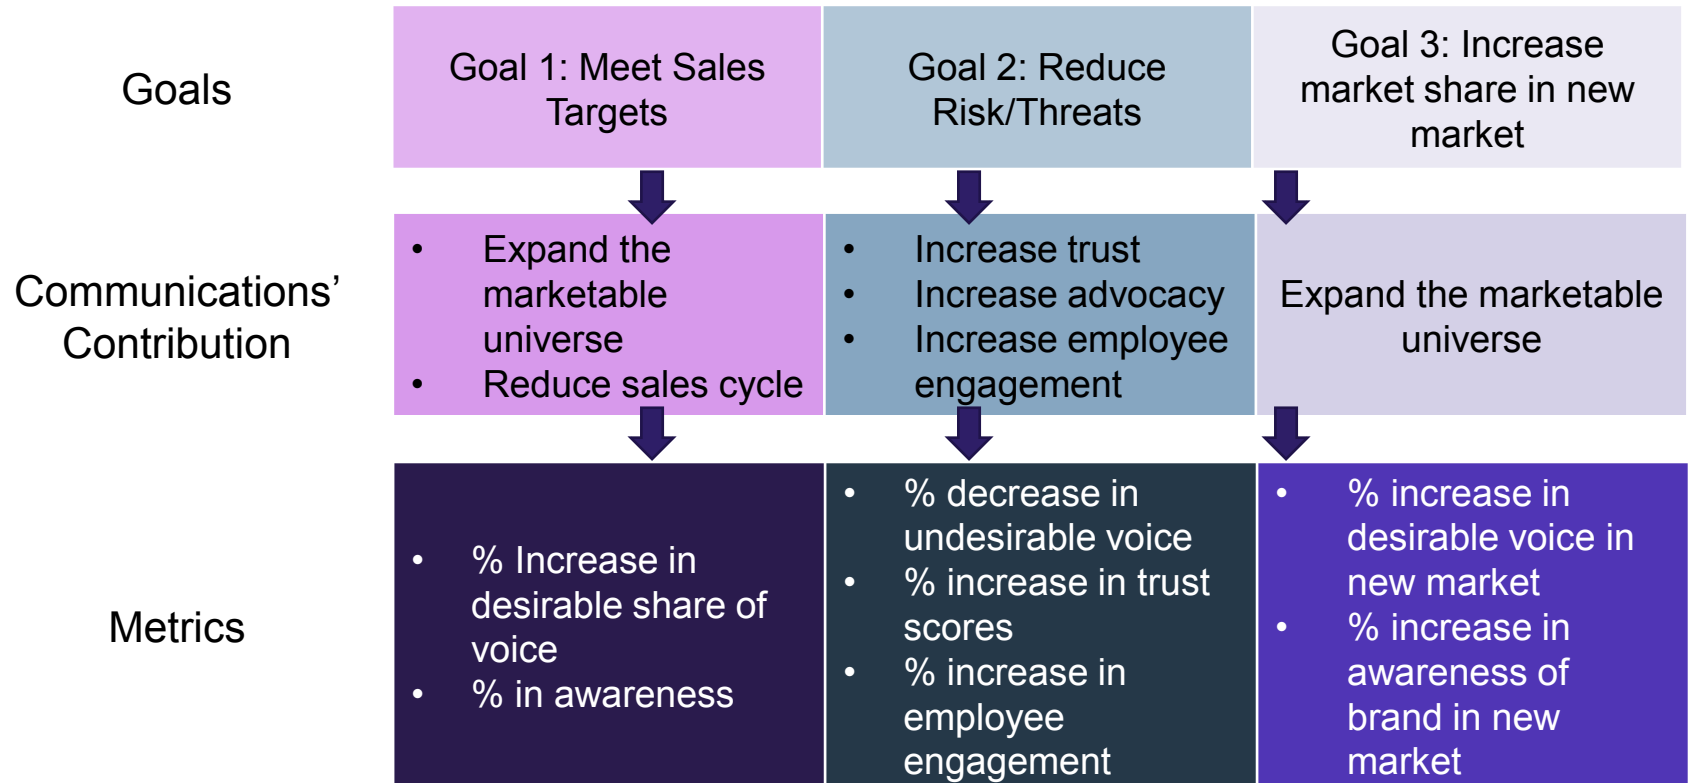 Goals
Goal 1: Meet Sales
Targets
Goal 2: Reduce
Risk/Threats
Goal 3: Increase
market share in new
market
Communications’
Contribution
• Expand the
marketable
universe
• Reduce sales cycle
• Increase trust
• Increase advocacy
• Increase employee
engagement
Expand the marketable
universe
Metrics
• % Increase in
desirable share of
voice
• % in awareness
• % decrease in
undesirable voice
• % increase in trust
scores
• % increase in
employee
engagement
• % increase in
desirable voice in
new market
• % increase in
awareness of
brand in new
market